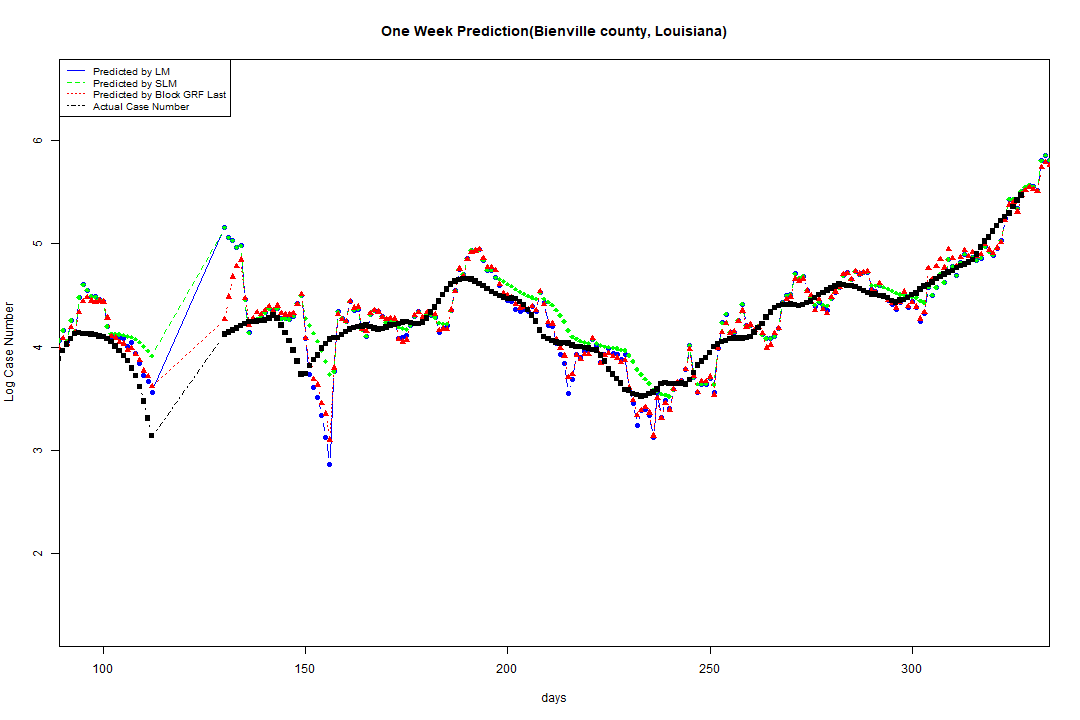 One Week Prediction(Bienville county, Louisiana)
Predicted by LM
Predicted by SLM
Predicted by Block GRF Last
Actual Case Number
6
5
4
3
2
Log Case Number
100 150 200 250 300
days